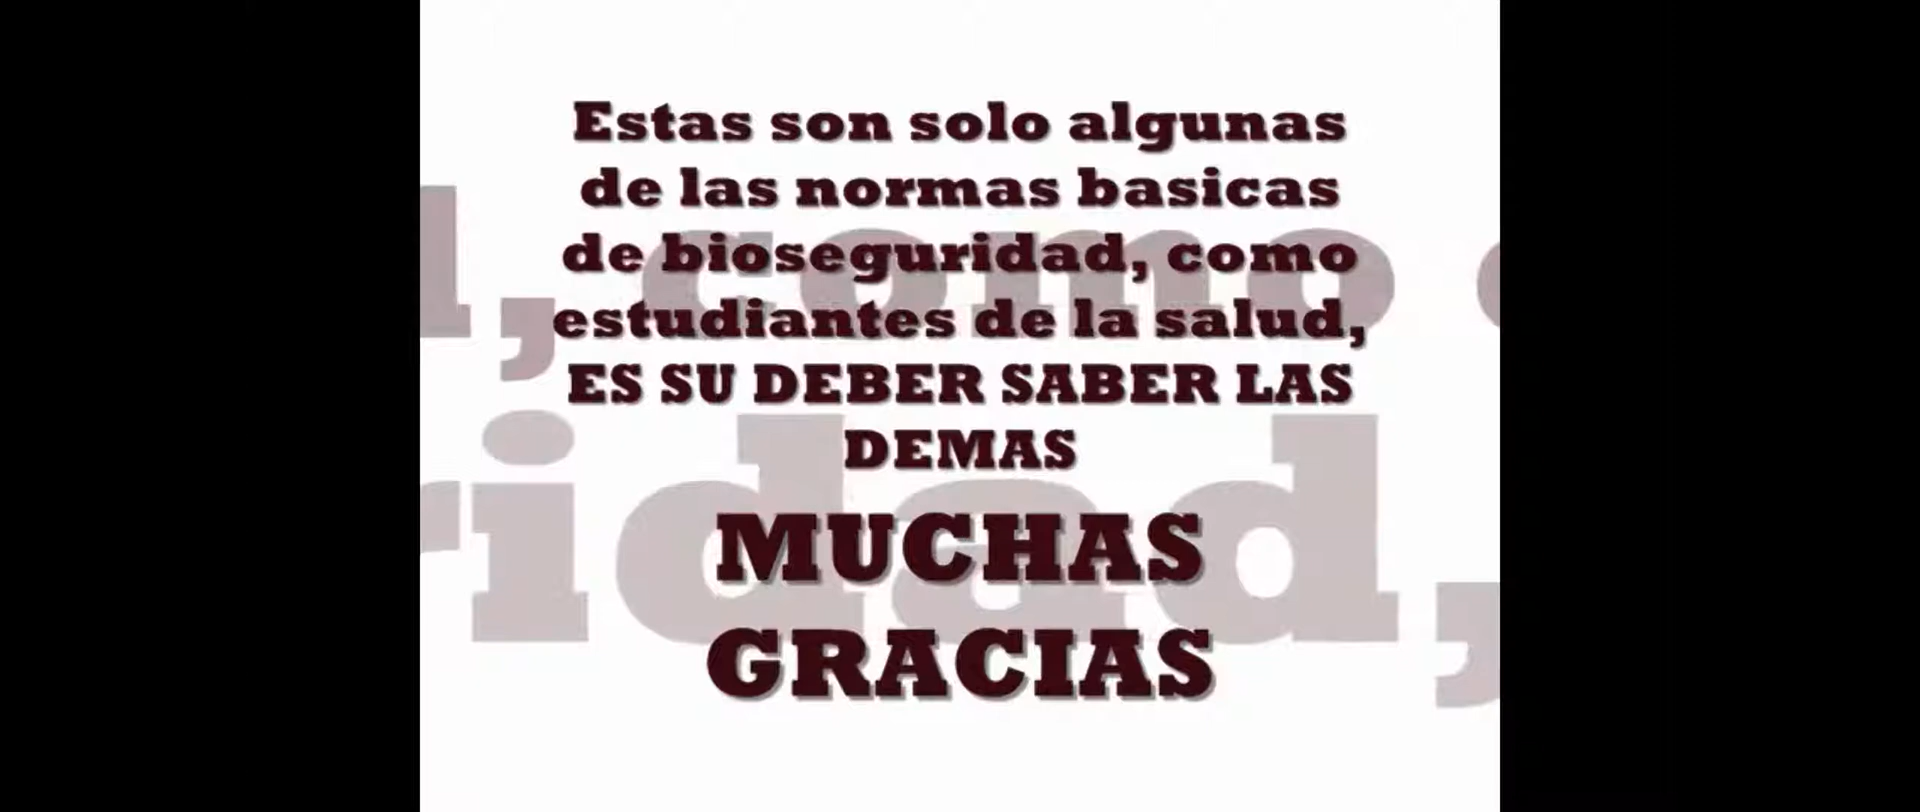 Estas son solo algunas
de las normas basicas
de bioseguridad, como
estudiantes de la salud,
ES SU DEBER SABER LAS
DEMAS
MUCHAS
GRACIAS